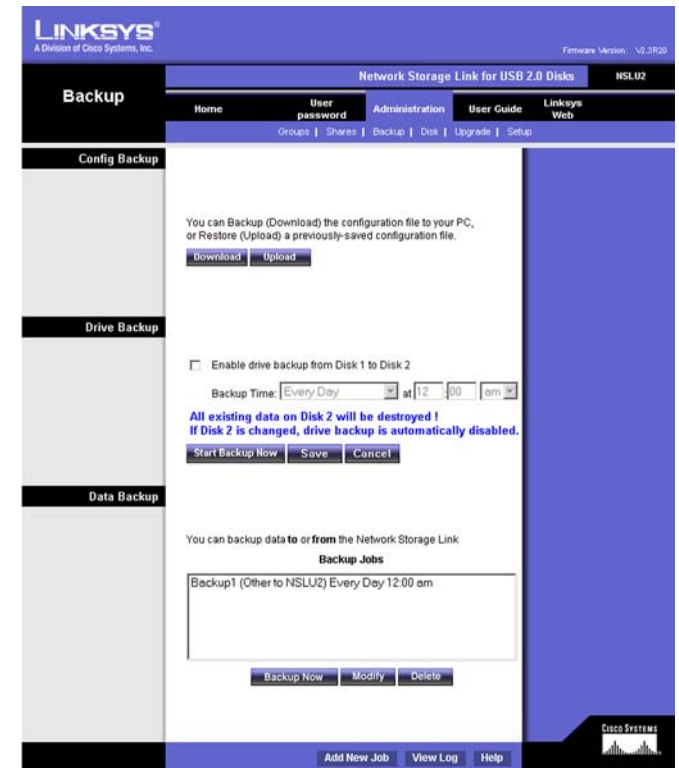 LINKSYS®
A Division of Cisco Systems, Inc.
Firmware Version: V2.3R20
Network Storage Link for USB 2.0 Disks
NSLU2
Backup
Home
User password
Administration
User Guide
Linksys Web
Groups | Shares | Backup | Disk | Upgrade | Setup
Config Backup
You can Backup (Download) the configuration file to your PC,
or Restore (Upload) a previously-saved configuration file.
Download Upload
Drive Backup
Enable drive backup from Disk 1 to Disk 2
Backup Time: Every Day at 12 : 00 am
All existing data on Disk 2 will be destroyed !
If Disk 2 is changed, drive backup is automatically disabled.
Start Backup Now Save Cancel
Data Backup
You can backup data to or from the Network Storage Link
Backup Jobs
Backup1 (Other to NSLU2) Every Day 12:00 am
Backup Now Modify Delete
CISCO SYSTEMS
Add New Job View Log Help